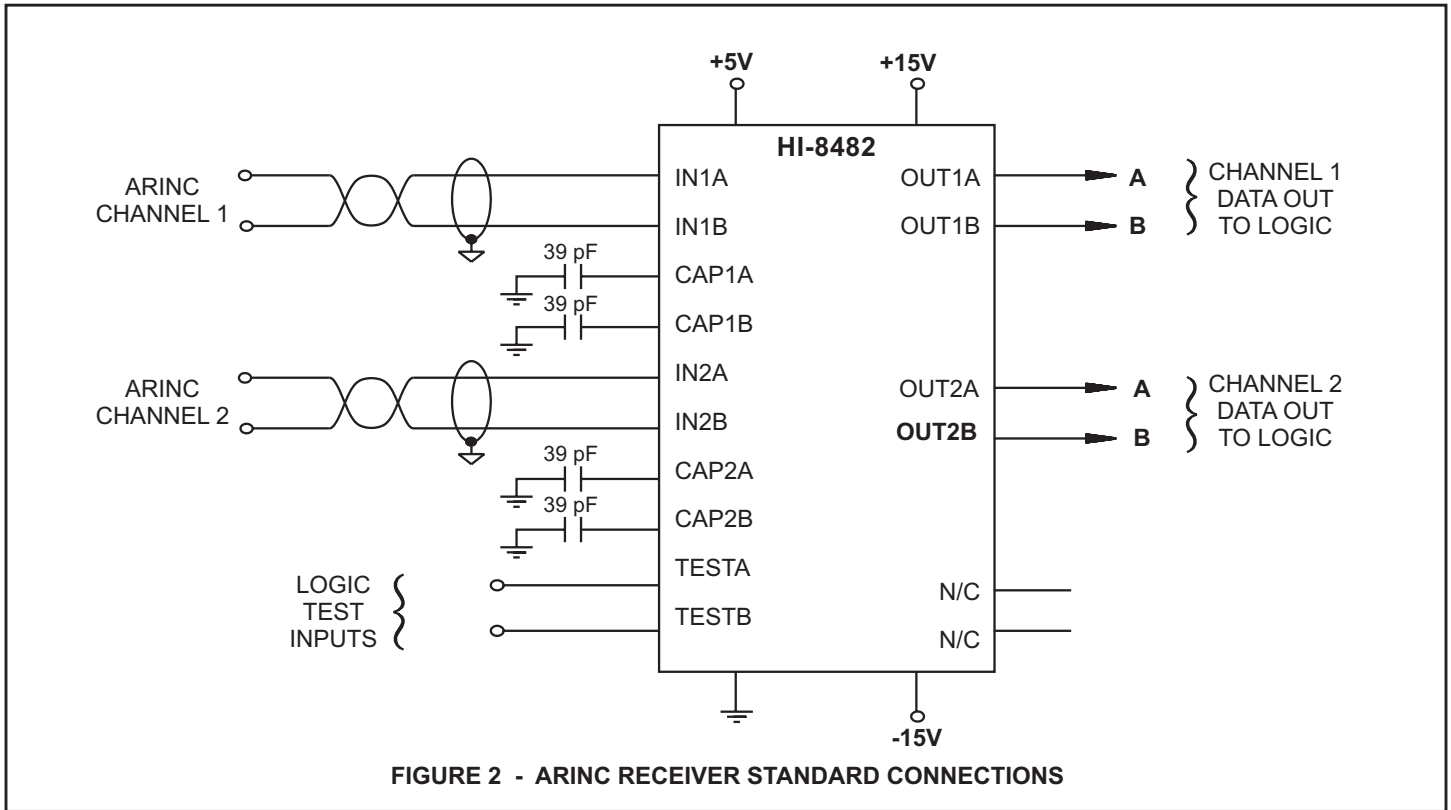 +5V
+15V
HI-8482
ARINC
CHANNEL 1
IN1A
IN1B
39 pF
CAP1A
39 pF
CAP1B
ARINC
CHANNEL 2
IN2A
IN2B
39 pF
CAP2A
39 pF
CAP2B
LOGIC
TEST
INPUTS
TESTA
TESTB
OUT1A
A
OUT1B
B
CHANNEL 1
DATA OUT
TO LOGIC
OUT2A
A
OUT2B
B
CHANNEL 2
DATA OUT
TO LOGIC
N/C
N/C
-15V
FIGURE 2 - ARINC RECEIVER STANDARD CONNECTIONS